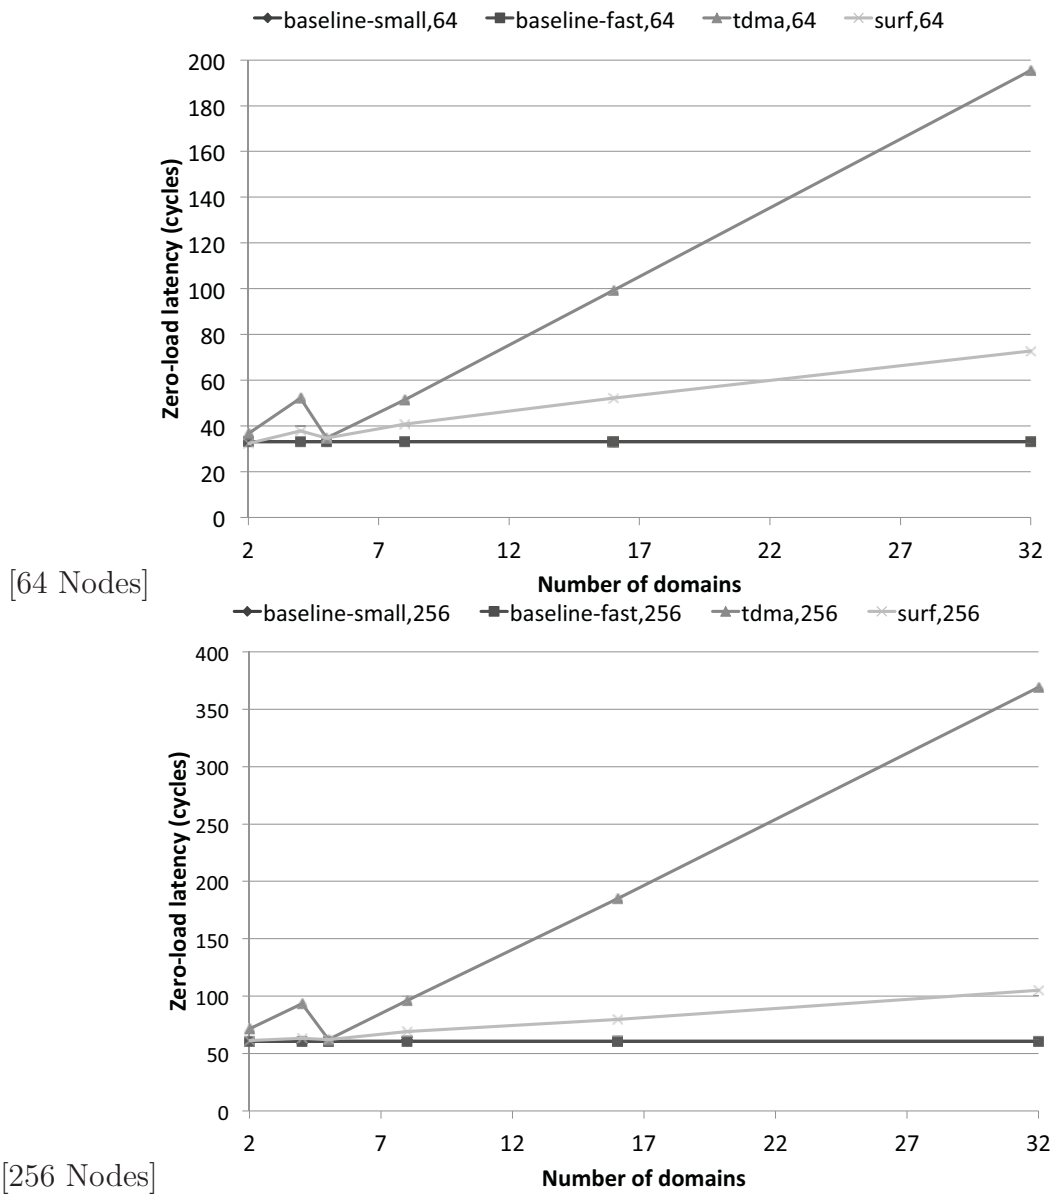 baseline-small,64 baseline-fast,64 tdma,64 surf,64
200
180
160
140
120
100
80
60
40
20
0
Zero-load latency (cycles)
2 7 12 17 22 27 32
Number of domains
[64 Nodes]
baseline-small,256 baseline-fast,256 tdma,256 surf,256
400
350
300
250
200
150
100
50
0
Zero-load latency (cycles)
2 7 12 17 22 27 32
Number of domains
[256 Nodes]